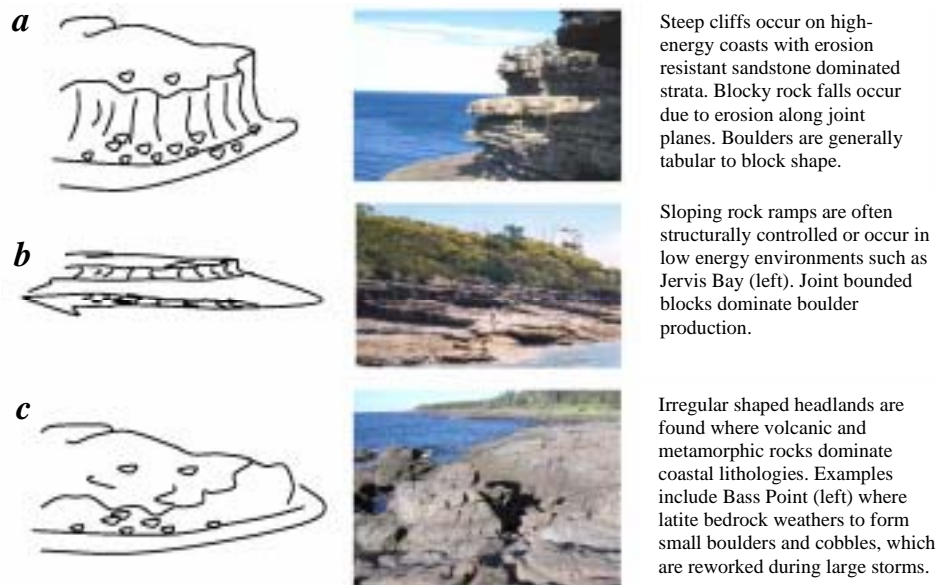 a
Steep cliffs occur on high-
energy coasts with erosion
resistant sandstone dominated
strata. Blocky rock falls occur
due to erosion along joint
planes. Boulders are generally
tabular to block shape.
b
Sloping rock ramps are often
structurally controlled or occur in
low energy environments such as
Jervis Bay (left). Joint bounded
blocks dominate boulder
production.
c
Irregular shaped headlands are
found where volcanic and
metamorphic rocks dominate
coastal lithologies. Examples
include Bass Point (left) where
latite bedrock weathers to form
small boulders and cobbles, which
are reworked during large storms.